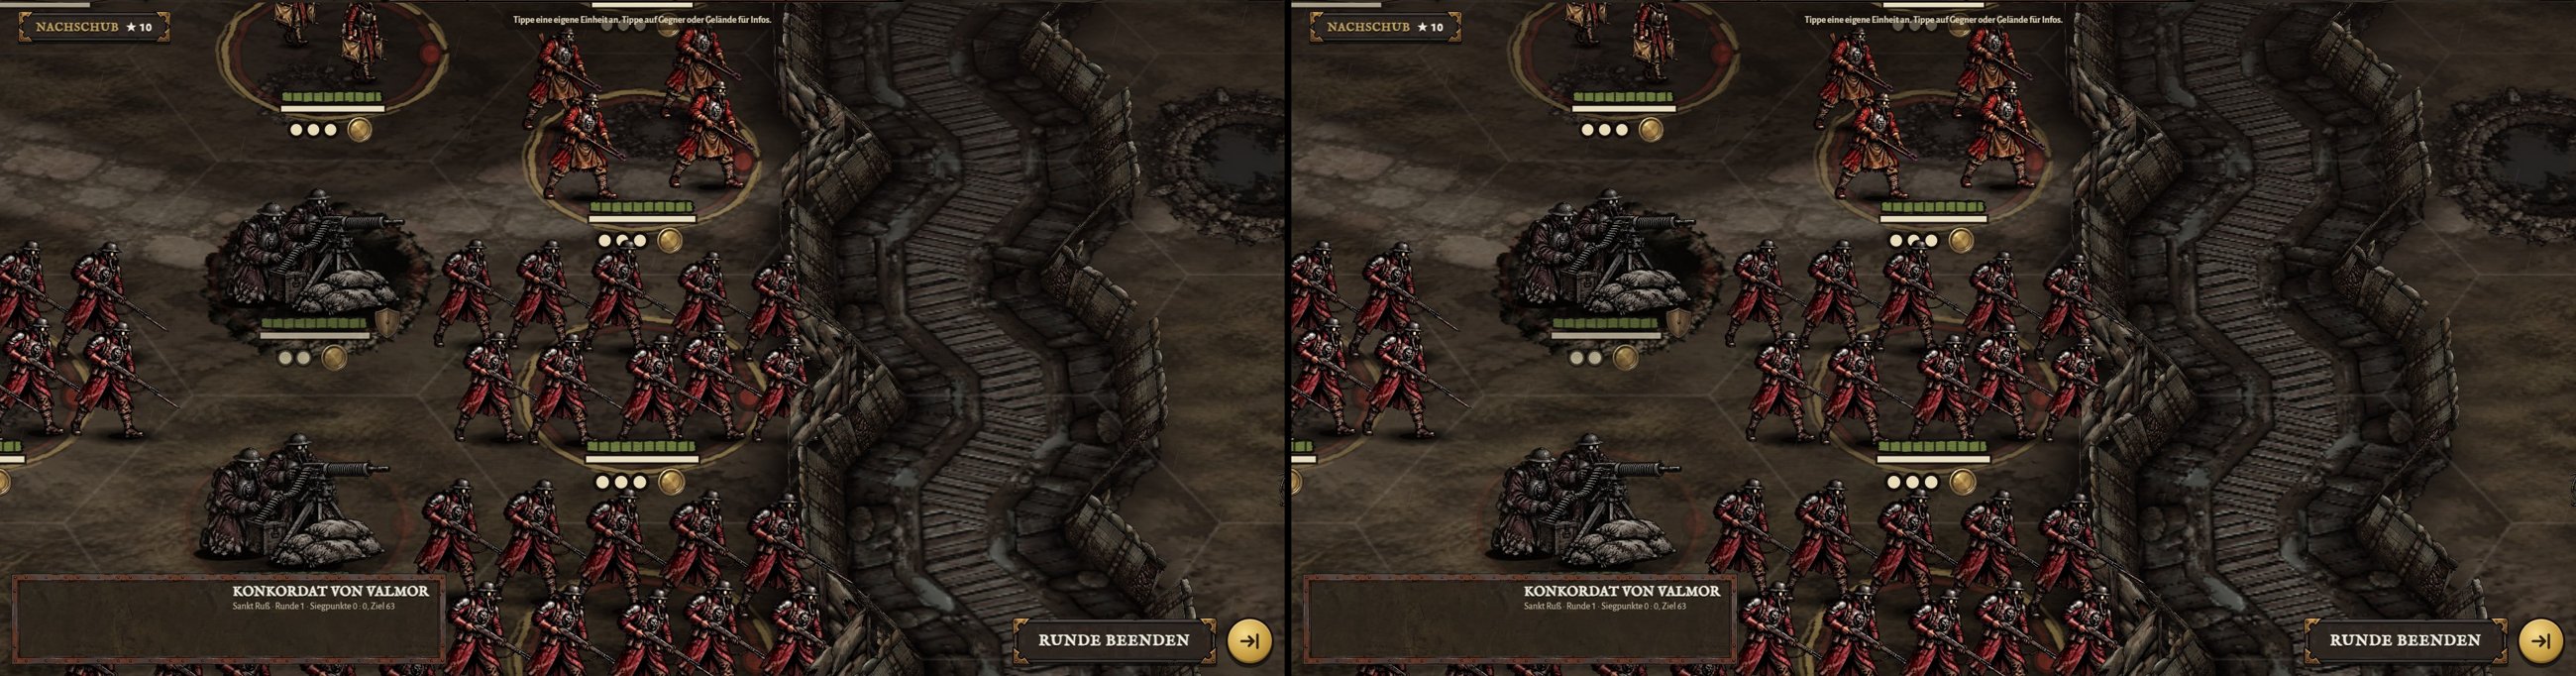 NACHSCHUB ★ 10
Tippe eine eigene Einheit an. Tippe auf Gegner oder Gelände für Infos.
KONKORDAT VON VALMOR
Sankt Ruß · Runde 1 · Siegpunkte 0 : 0, Ziel 63
RUNDE BEENDEN
NACHSCHUB ★ 10
Tippe eine eigene Einheit an. Tippe auf Gegner oder Gelände für Infos.
KONKORDAT VON VALMOR
Sankt Ruß · Runde 1 · Siegpunkte 0 : 0, Ziel 63
RUNDE BEENDEN